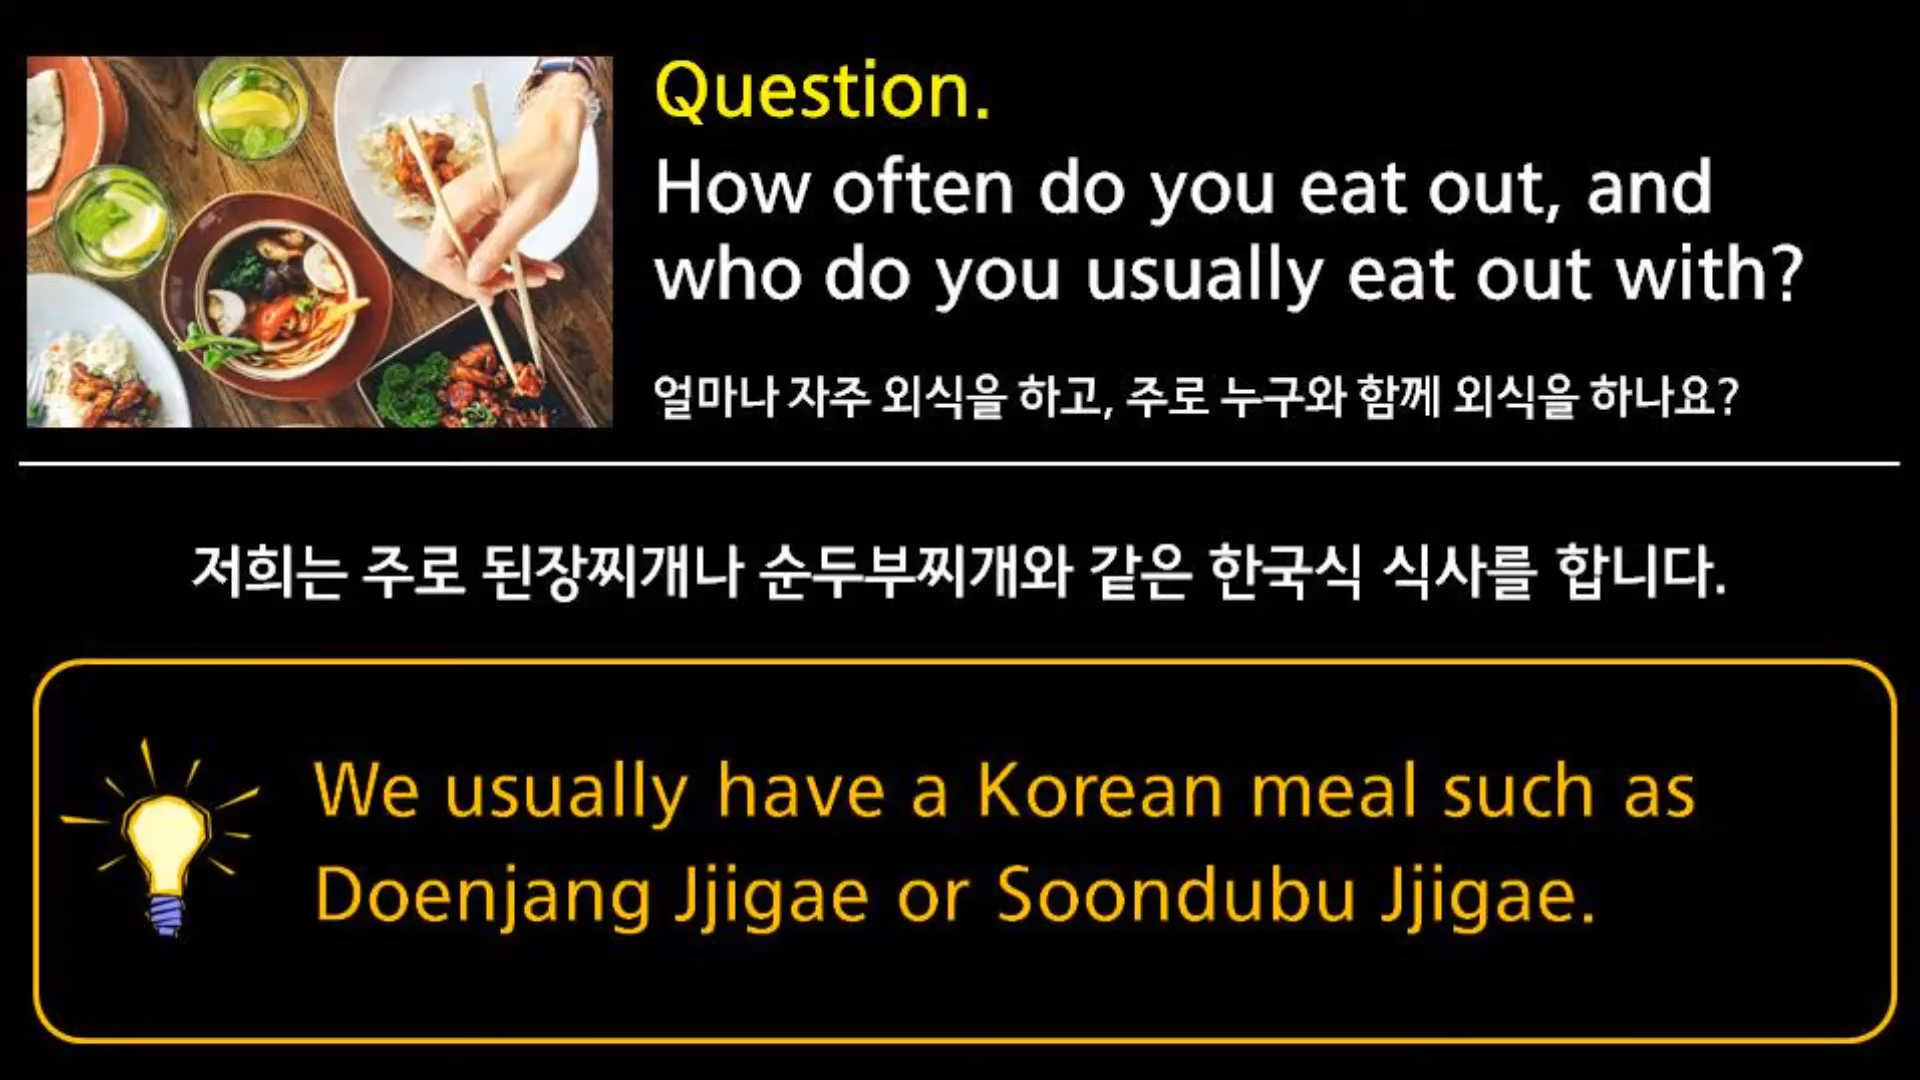 Question.
How often do you eat out, and
who do you usually eat out with?
얼마나 자주 외식을 하고, 주로 누구와 함께 외식을 하나요?
저희는 주로 된장찌개나 순두부찌개와 같은 한국식 식사를 합니다.
We usually have a Korean meal such as
Doenjang Jjigae or Soondubu Jjigae.